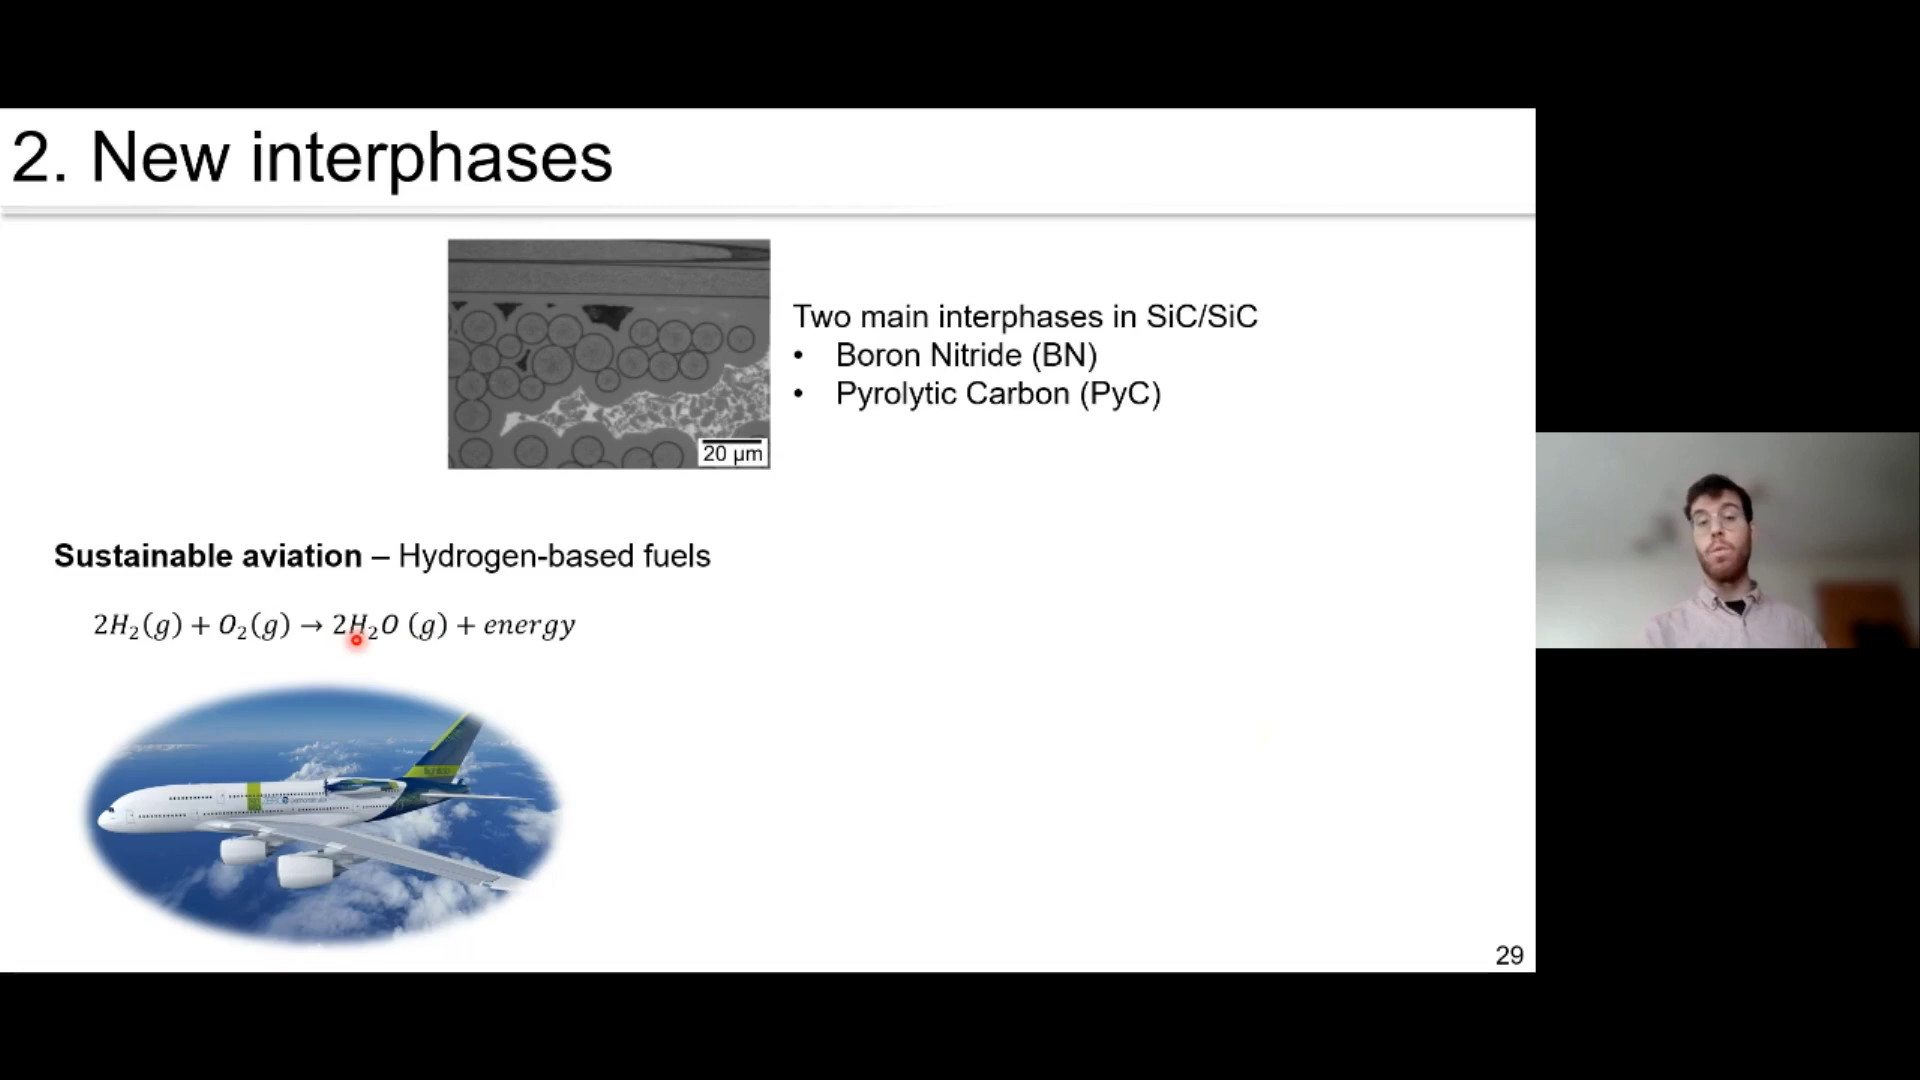 2. New interphases
20 µm
Two main interphases in SiC/SiC
• Boron Nitride (BN)
• Pyrolytic Carbon (PyC)
Sustainable aviation – Hydrogen-based fuels
2H₂(g) + O₂(g) → 2H₂O (g) + energy
29